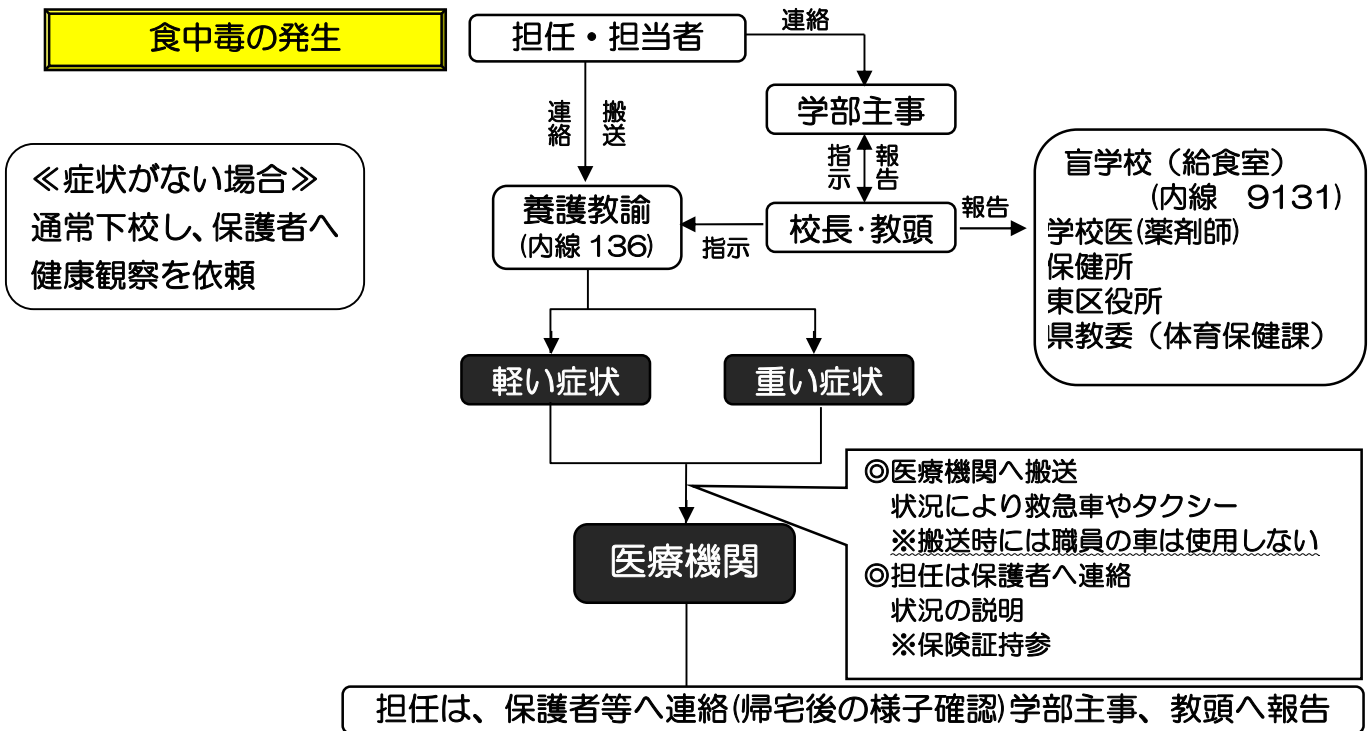 食中毒の発生
担任・担当者
連絡
学部主事
連絡
搬送
指示
報告
≪症状がない場合≫
通常下校し、保護者へ
健康観察を依頼
養護教諭
(内線 136)
指示
校長・教頭
報告
盲学校（給食室）
(内線　9131)
学校医(薬剤師)
保健所
東区役所
県教委（体育保健課）
軽い症状
重い症状
◎医療機関へ搬送
状況により救急車やタクシー
※搬送時には職員の車は使用しない
◎担任は保護者へ連絡
状況の説明
※保険証持参
医療機関
担任は、保護者等へ連絡(帰宅後の様子確認)学部主事、教頭へ報告